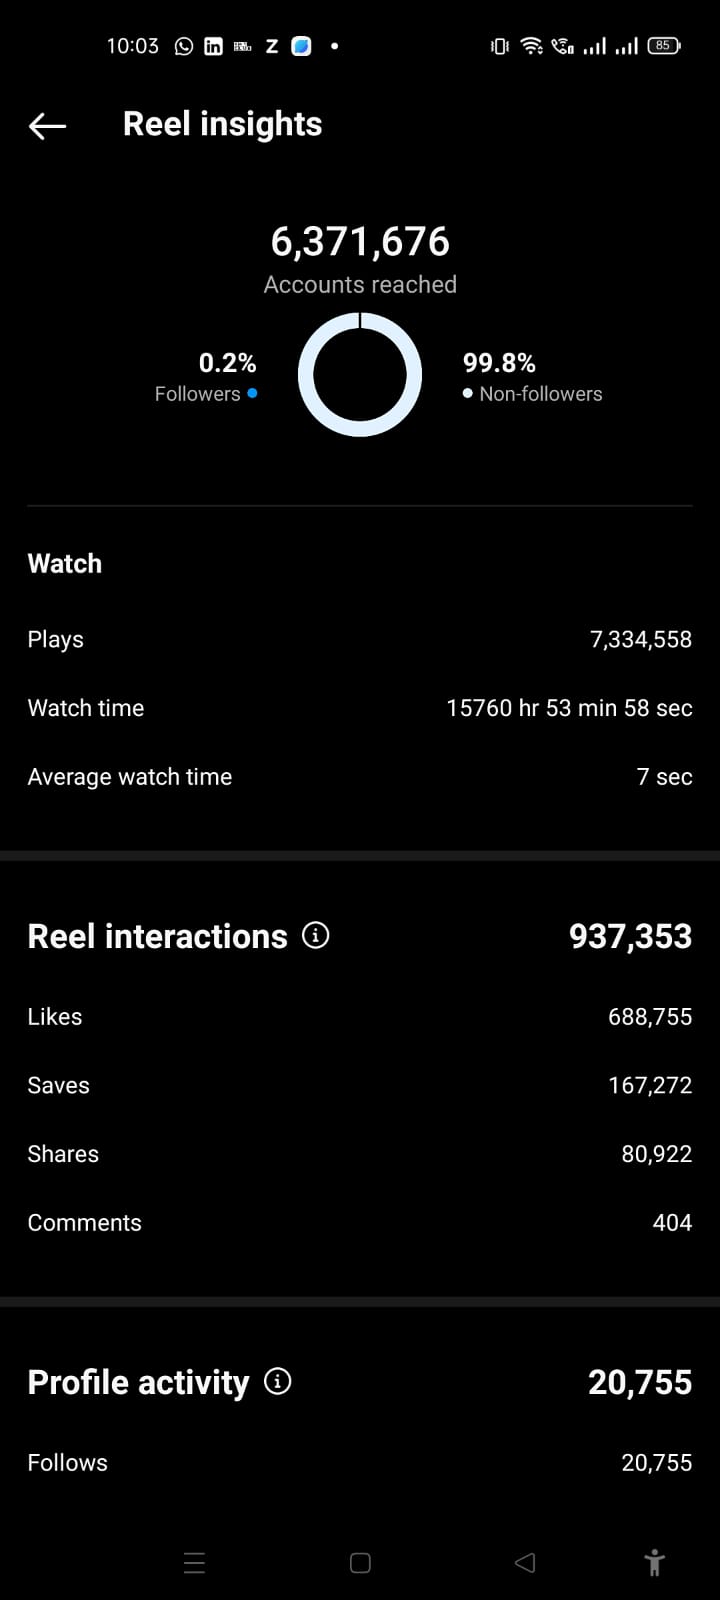 10:03 Z 85
Reel insights
6,371,676
Accounts reached
0.2% 99.8%
Followers Non-followers
Watch
Plays 7,334,558
Watch time 15760 hr 53 min 58 sec
Average watch time 7 sec
Reel interactions 937,353
Likes 688,755
Saves 167,272
Shares 80,922
Comments 404
Profile activity 20,755
Follows 20,755